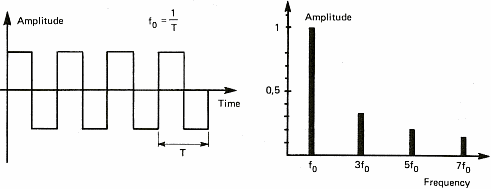 Amplitude
f₀ = 1/T
Time
T
Amplitude
1
0,5
f₀ 3f₀ 5f₀ 7f₀
Frequency